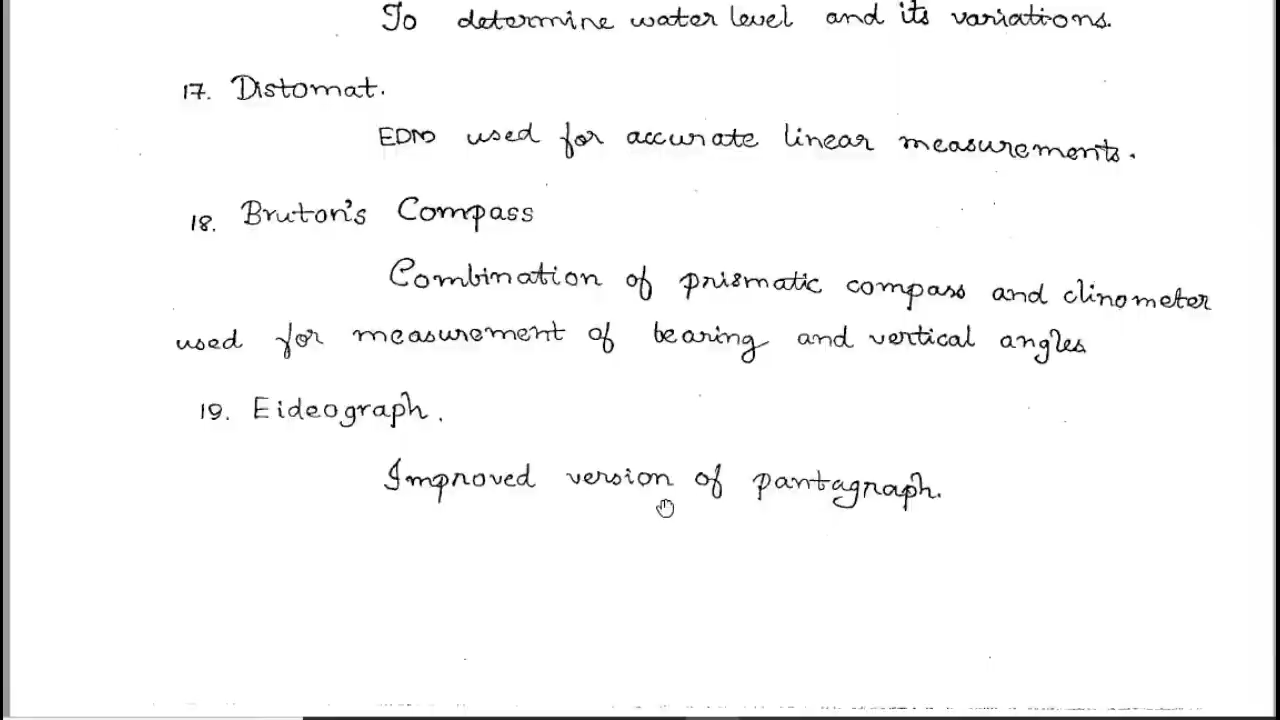 To determine water level and its variations.
17. Distomat.
EDM used for accurate linear measurements.
18. Bruton's Compass
Combination of prismatic compass and clinometer
used for measurement of bearing and vertical angles
19. Eideograph.
Improved version of pantagraph.